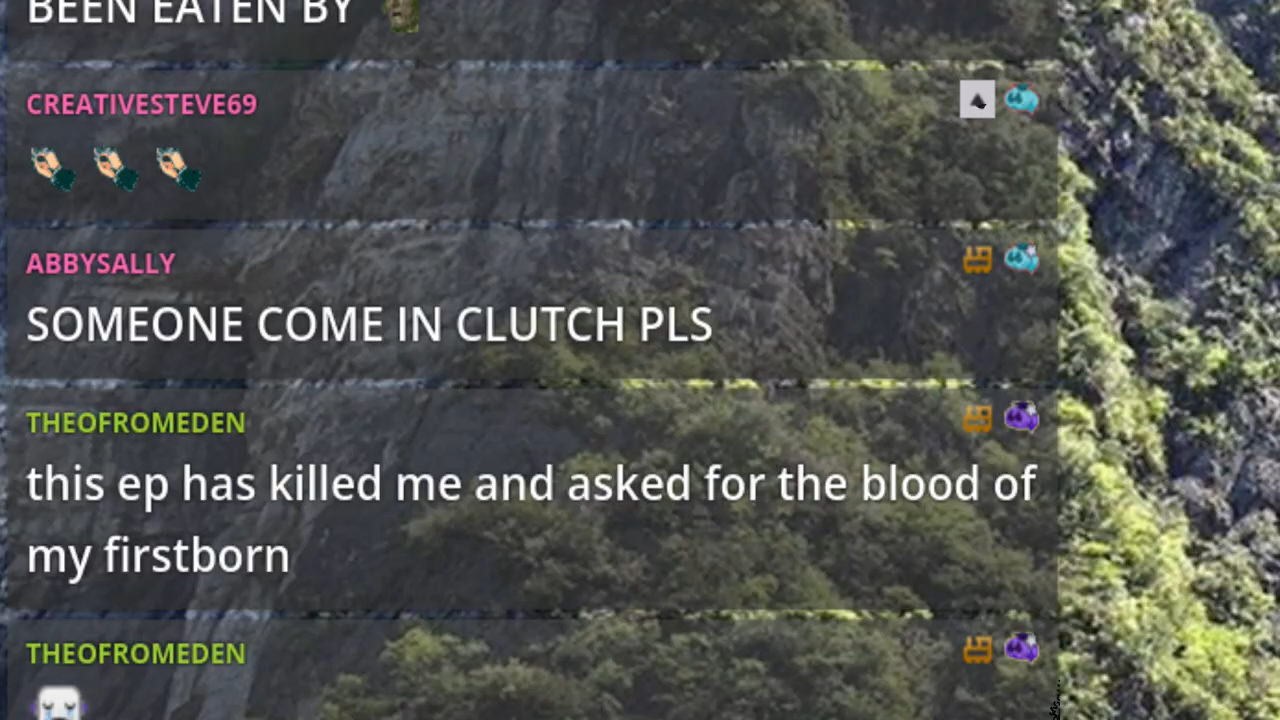 BEEN EATEN BY
CREATIVESTEVE69
ABBYSALLY
SOMEONE COME IN CLUTCH PLS
THEOFROMEDEN
this ep has killed me and asked for the blood of
my firstborn
THEOFROMEDEN